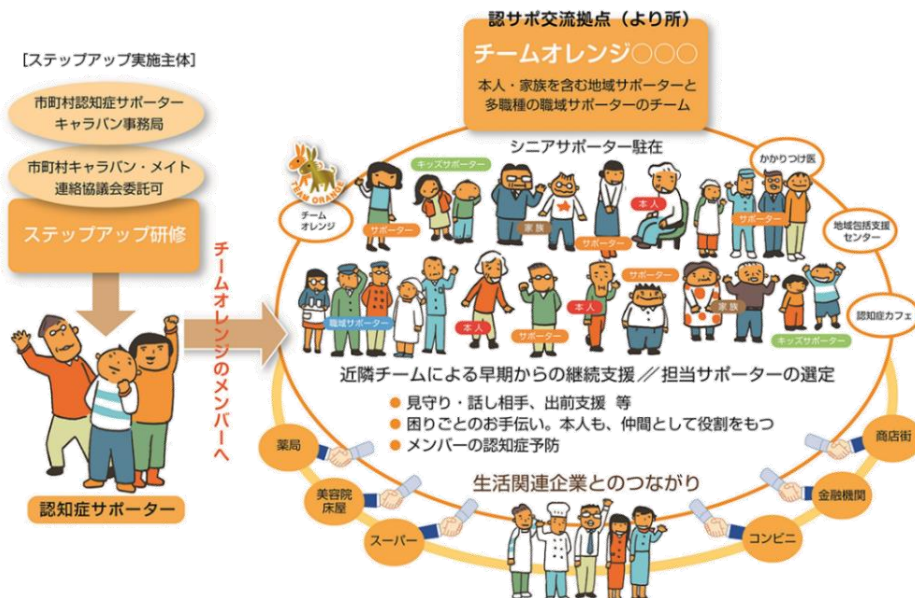 [ステップアップ実施主体]
市町村認知症サポーター
キャラバン事務局
市町村キャラバン・メイト
連絡協議会委託可
ステップアップ研修
認知症サポーター
チームオレンジのメンバーへ
認サポ交流拠点（より所）
チームオレンジ○○○
本人・家族を含む地域サポーターと
多職種の職域サポーターのチーム
シニアサポーター駐在
TEAM ORANGE
チーム
オレンジ
キッズサポーター
サポーター
家族
サポーター
本人
サポーター
かかりつけ医
地域包括支援
センター
認知症カフェ
職域サポーター
本人
サポーター
本人
サポーター
家族
キッズサポーター
近隣チームによる早期からの継続支援//担当サポーターの選定
● 見守り・話し相手、出前支援 等
● 困りごとのお手伝い。本人も、仲間として役割をもつ
● メンバーの認知症予防
生活関連企業とのつながり
薬局
美容院
床屋
スーパー
商店街
金融機関
コンビニ